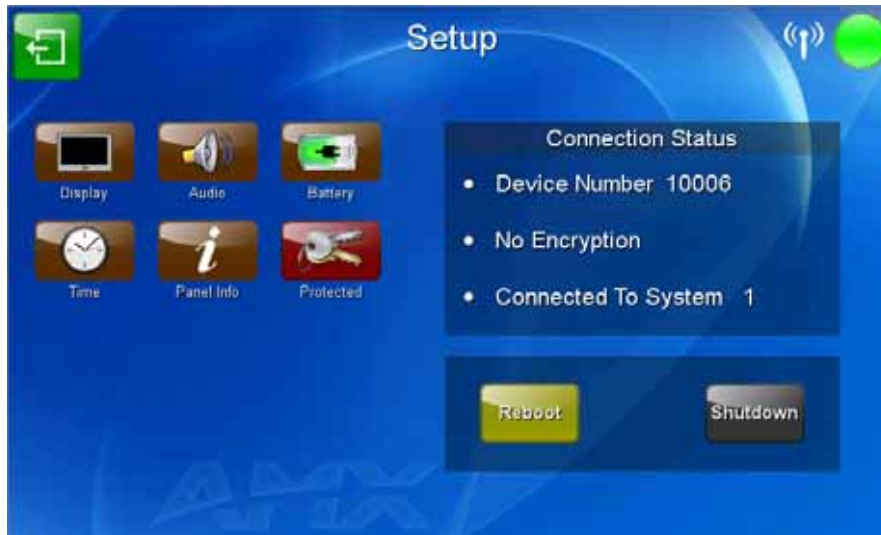 Setup
Display Audio Battery
Time Panel Info Protected
Connection Status
• Device Number 10006
• No Encryption
• Connected To System 1
Reboot Shutdown
AMX